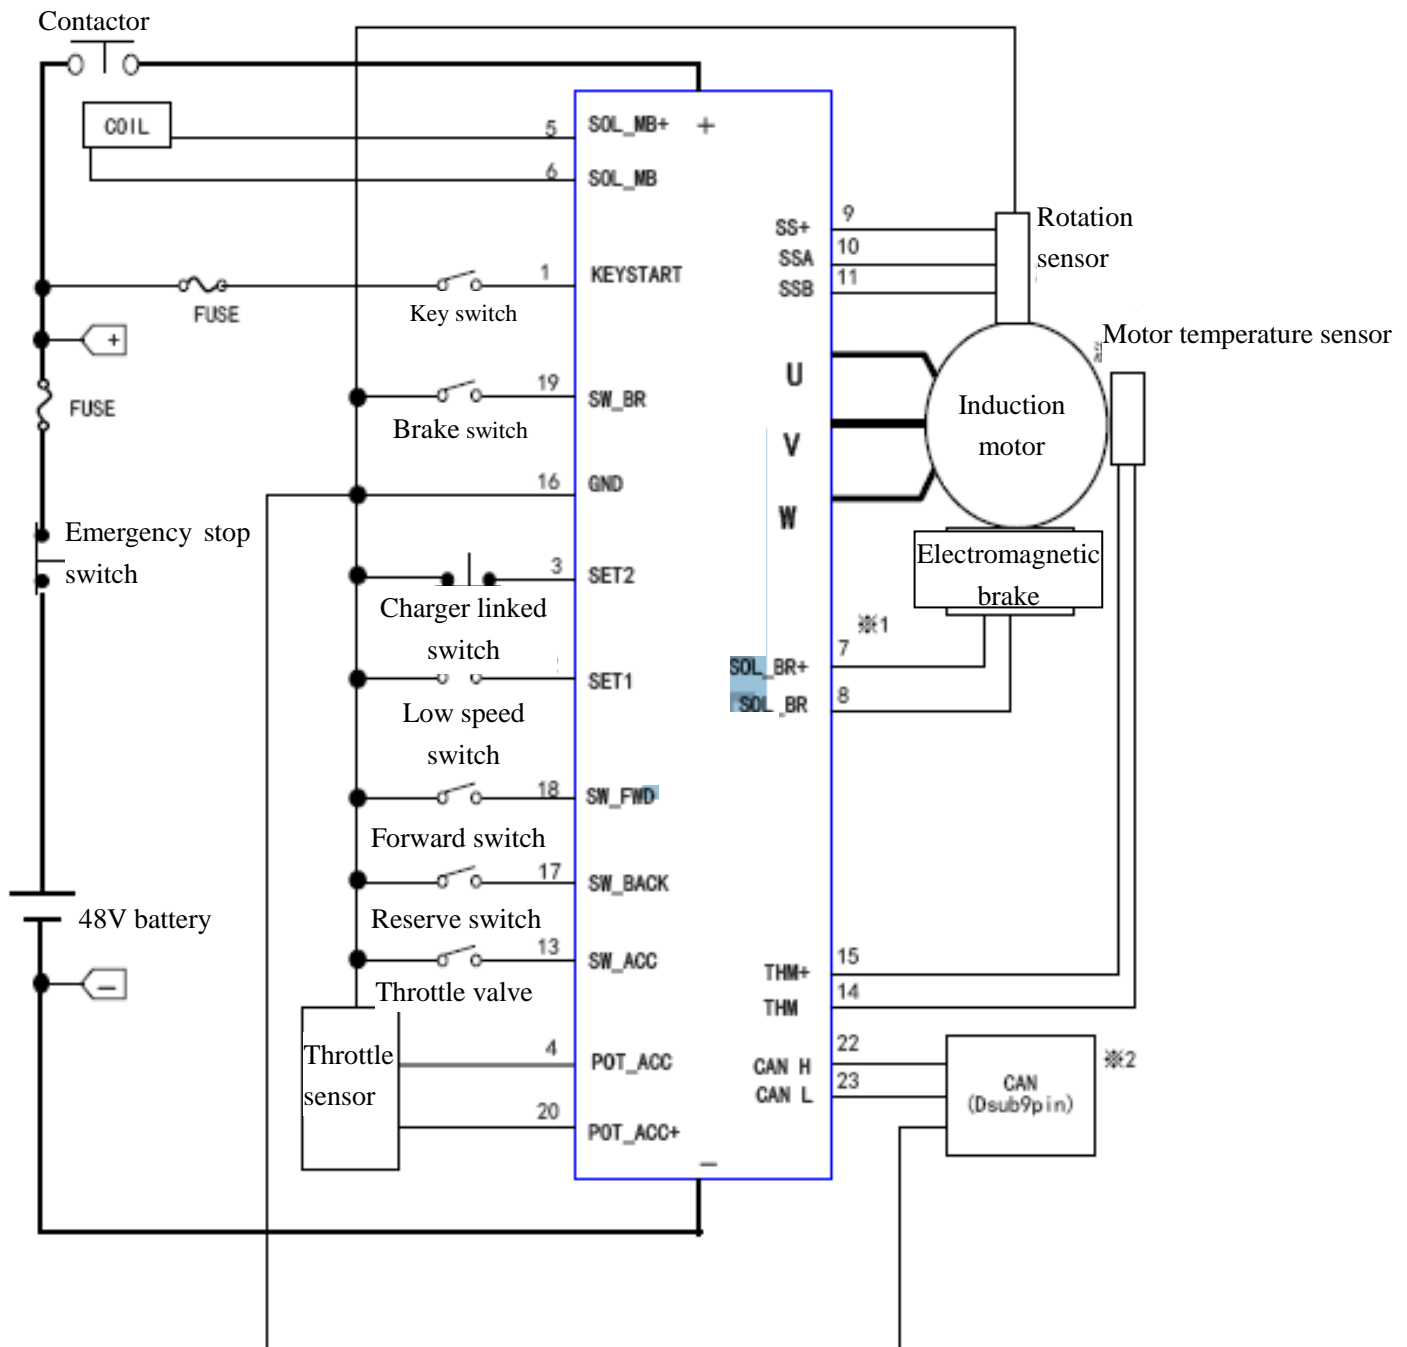 Contactor
COIL
5
SOL_MB+
+
6
SOL_MB
SS+
9
Rotation
SSA
10
sensor
SSB
11
1
KEYSTART
FUSE
Key switch
+
Motor temperature sensor
U
FUSE
19
SW_BR
Induction
Brake switch
motor
V
16
GND
W
Emergency stop
switch
Electromagnetic
brake
3
SET2
Charger linked
switch
※1
7
SOL_BR+
SET1
8
SOL_BR
Low speed
switch
18
SW_FWD
Forward switch
17
SW_BACK
48V battery
Reserve switch
13
SW_ACC
15
THM+
−
Throttle valve
14
THM
Throttle
sensor
4
POT_ACC
22
CAN H
23
CAN L
CAN
(Dsub9pin)
※2
20
POT_ACC+
−